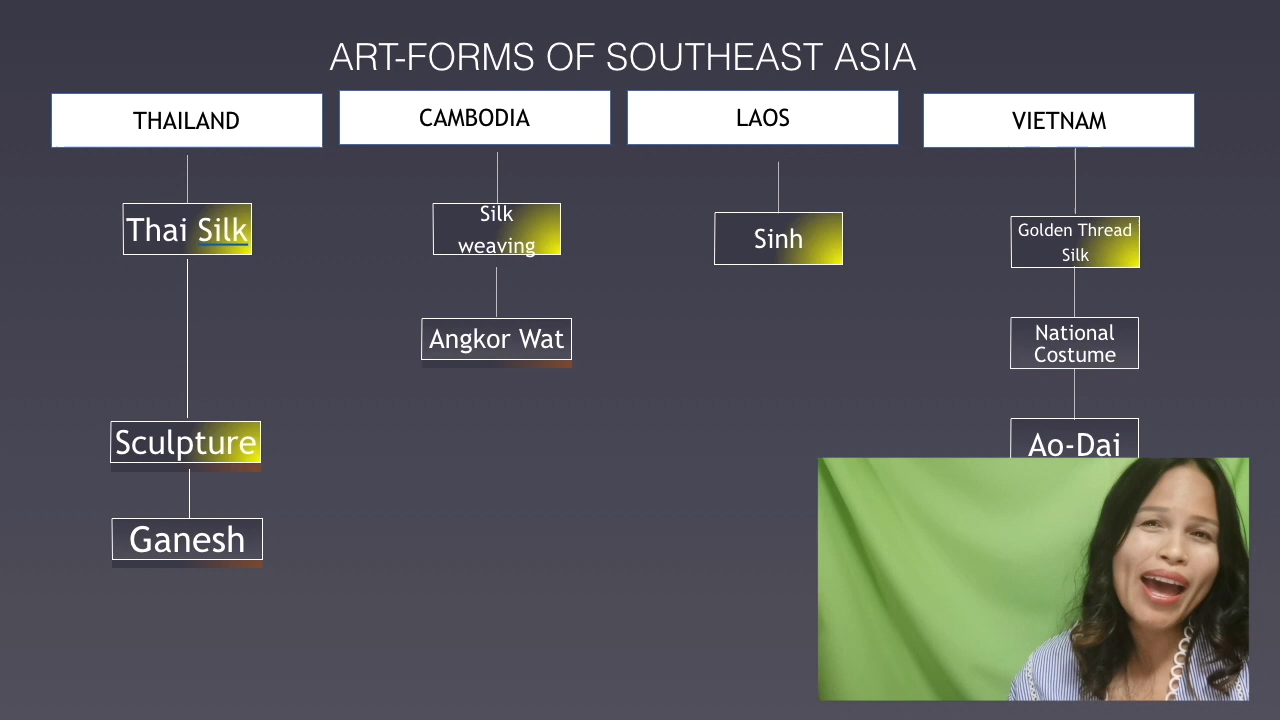 ART-FORMS OF SOUTHEAST ASIA
THAILAND
CAMBODIA
LAOS
VIETNAM
Thai Silk
Silk
weaving
Sinh
Golden Thread
Silk
Angkor Wat
National
Costume
Sculpture
Ao-Dai
Ganesh